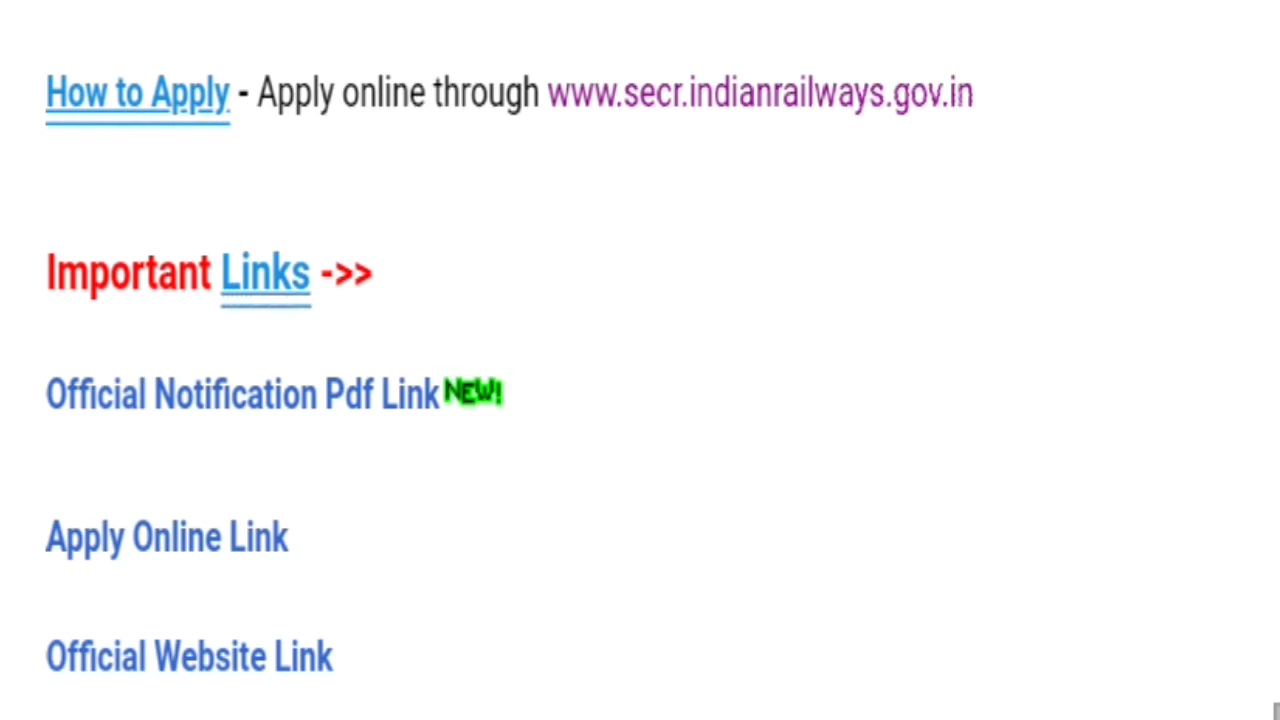 How to Apply - Apply online through www.secr.indianrailways.gov.in
Important Links ->>
Official Notification Pdf Link NEW!
Apply Online Link
Official Website Link